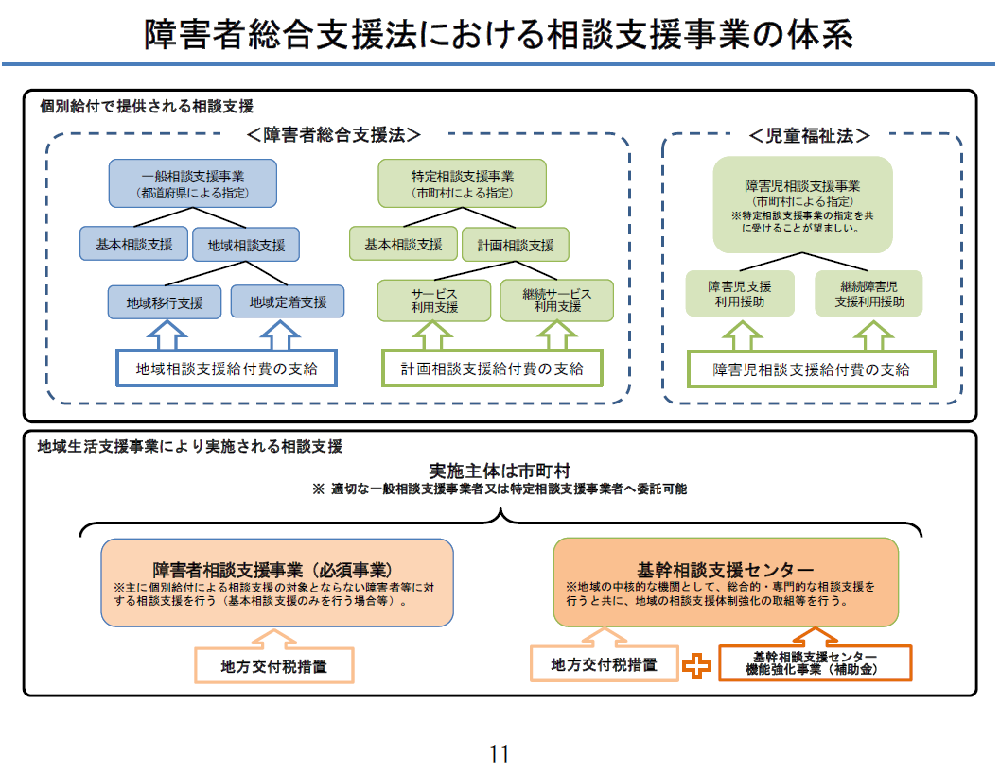 障害者総合支援法における相談支援事業の体系
個別給付で提供される相談支援
＜障害者総合支援法＞
一般相談支援事業
（都道府県による指定）
基本相談支援
地域相談支援
地域移行支援
地域定着支援
地域相談支援給付費の支給
特定相談支援事業
（市町村による指定）
基本相談支援
計画相談支援
サービス
利用支援
継続サービス
利用支援
計画相談支援給付費の支給
＜児童福祉法＞
障害児相談支援事業
（市町村による指定）
※特定相談支援事業の指定を共
に受けることが望ましい。
障害児支援
利用援助
継続障害児
支援利用援助
障害児相談支援給付費の支給
地域生活支援事業により実施される相談支援
実施主体は市町村
※ 適切な一般相談支援事業者又は特定相談支援事業者へ委託可能
障害者相談支援事業（必須事業）
※主に個別給付による相談支援の対象とならない障害者等に対
する相談支援を行う（基本相談支援のみを行う場合等）。
地方交付税措置
基幹相談支援センター
※地域の中核的な機関として、総合的・専門的な相談支援を
行うと共に、地域の相談支援体制強化の取組等を行う。
地方交付税措置
基幹相談支援センター
機能強化事業（補助金）
11